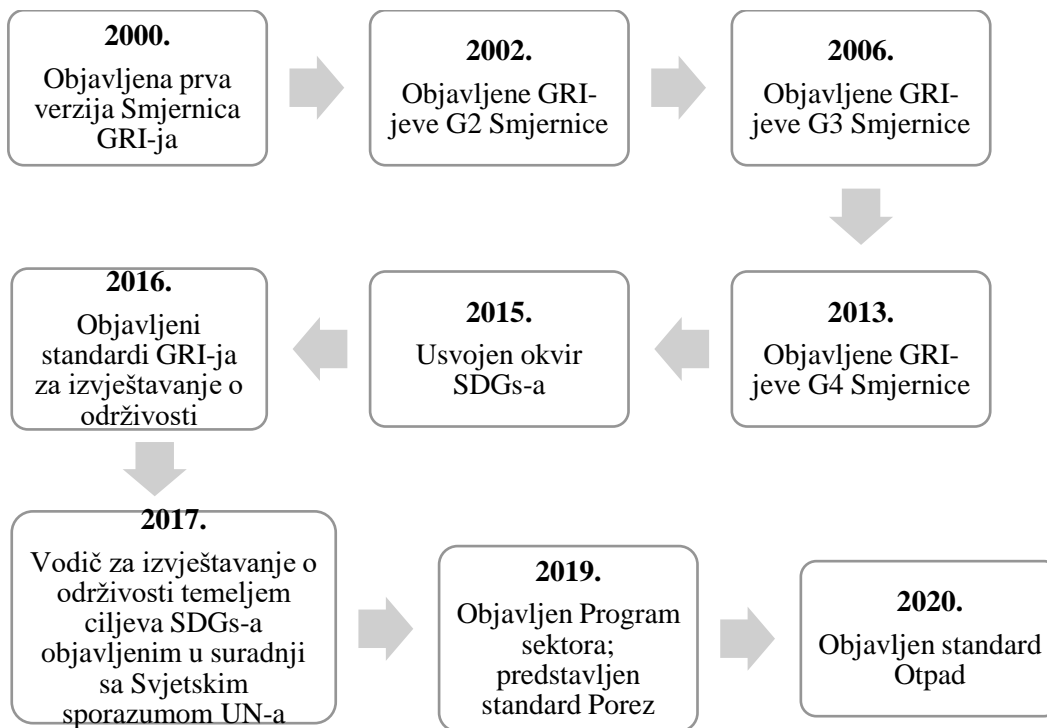 2000.
Objavljena prva
verzija Smjernica
GRI-ja
2002.
Objavljene GRI-
jeve G2 Smjernice
2006.
Objavljene GRI-
jeve G3 Smjernice
2013.
Objavljene GRI-
jeve G4 Smjernice
2015.
Usvojen okvir
SDGs-a
2016.
Objavljeni
standardi GRI-ja
za izvještavanje o
održivosti
2017.
Vodič za izvještavanje o
održivosti temeljem
ciljeva SDGs-a
objavljenim u suradnji
sa Svjetskim
sporazumom UN-a
2019.
Objavljen Program
sektora;
predstavljen
standard Porez
2020.
Objavljen standard
Otpad